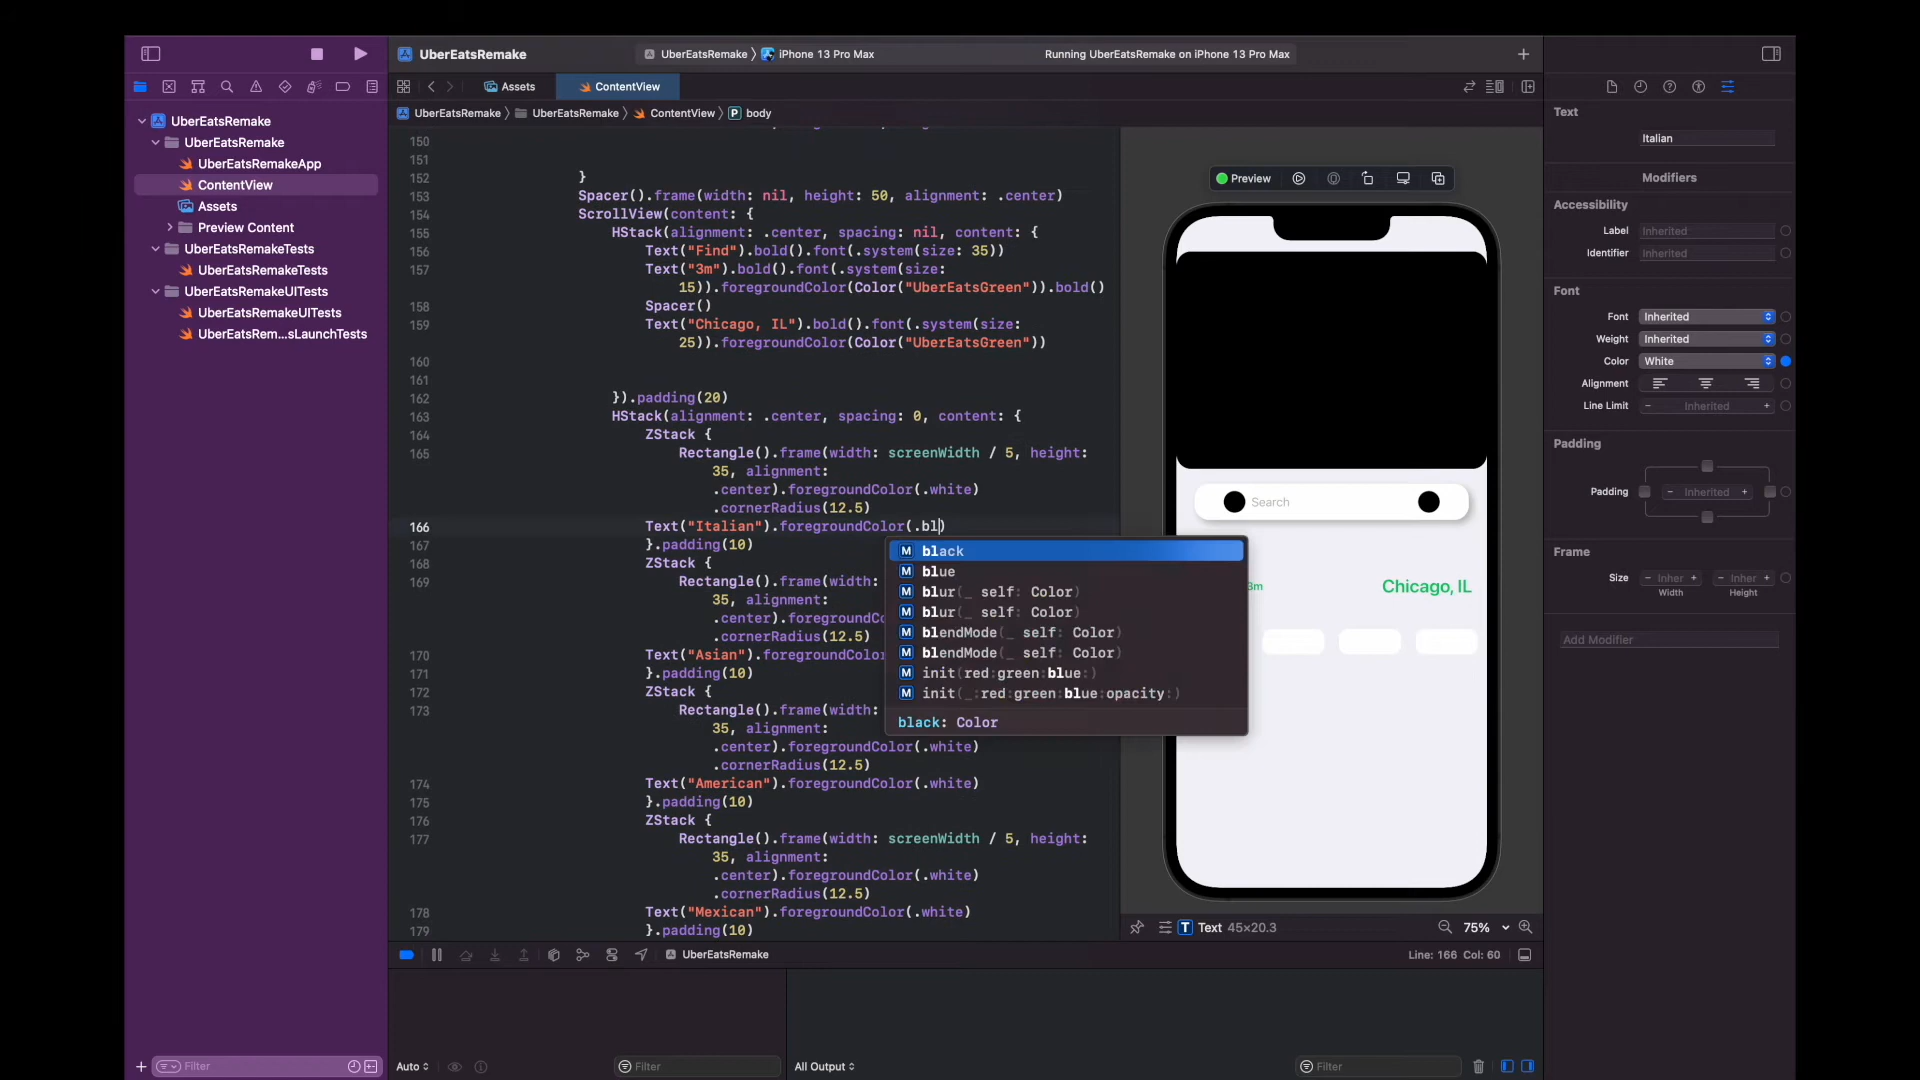 UberEatsRemake
UberEatsRemake
iPhone 13 Pro Max
Running UberEatsRemake on iPhone 13 Pro Max
Assets
ContentView
UberEatsRemake
UberEatsRemake
ContentView
P body
UberEatsRemake
UberEatsRemake
UberEatsRemakeApp
ContentView
Assets
Preview Content
UberEatsRemakeTests
UberEatsRemakeTests
UberEatsRemakeUITests
UberEatsRemakeUITests
UberEatsRem...sLaunchTests
Filter
150
151
152 }
153 Spacer().frame(width: nil, height: 50, alignment: .center)
154 ScrollView(content: {
155 HStack(alignment: .center, spacing: nil, content: {
156 Text("Find").bold().font(.system(size: 35))
157 Text("3m").bold().font(.system(size:
15)).foregroundColor(Color("UberEatsGreen")).bold()
158 Spacer()
159 Text("Chicago, IL").bold().font(.system(size:
25)).foregroundColor(Color("UberEatsGreen"))
160
161
162 }).padding(20)
163 HStack(alignment: .center, spacing: 0, content: {
164 ZStack {
165 Rectangle().frame(width: screenWidth / 5, height:
35, alignment:
.center).foregroundColor(.white)
.cornerRadius(12.5)
166 Text("Italian").foregroundColor(.bl)
167 }.padding(10)
168 ZStack {
169 Rectangle().frame(width:
35, alignment:
.center).foregroundCo
.cornerRadius(12.5)
170 Text("Asian").foregroundColor
171 }.padding(10)
172 ZStack {
173 Rectangle().frame(width:
35, alignment:
.center).foregroundColor(.white)
.cornerRadius(12.5)
174 Text("American").foregroundColor(.white)
175 }.padding(10)
176 ZStack {
177 Rectangle().frame(width: screenWidth / 5, height:
35, alignment:
.center).foregroundColor(.white)
.cornerRadius(12.5)
178 Text("Mexican").foregroundColor(.white)
179 }.padding(10)
M black
M blue
M blur(_ self: Color)
M blur(_ self: Color)
M blendMode(_ self: Color)
M blendMode(_ self: Color)
M init(red:green:blue:)
M init(_:red:green:blue:opacity:)
black: Color
Preview
Search
3m
Chicago, IL
T Text 45×20.3
75%
UberEatsRemake
Line: 166 Col: 60
Auto
Filter
All Output
Filter
Text
Italian
Modifiers
Accessibility
Label Inherited
Identifier Inherited
Font
Font Inherited
Weight Inherited
Color White
Alignment
Line Limit − Inherited +
Padding
Padding − Inherited +
Frame
Size − Inher + − Inher +
Width Height
Add Modifier